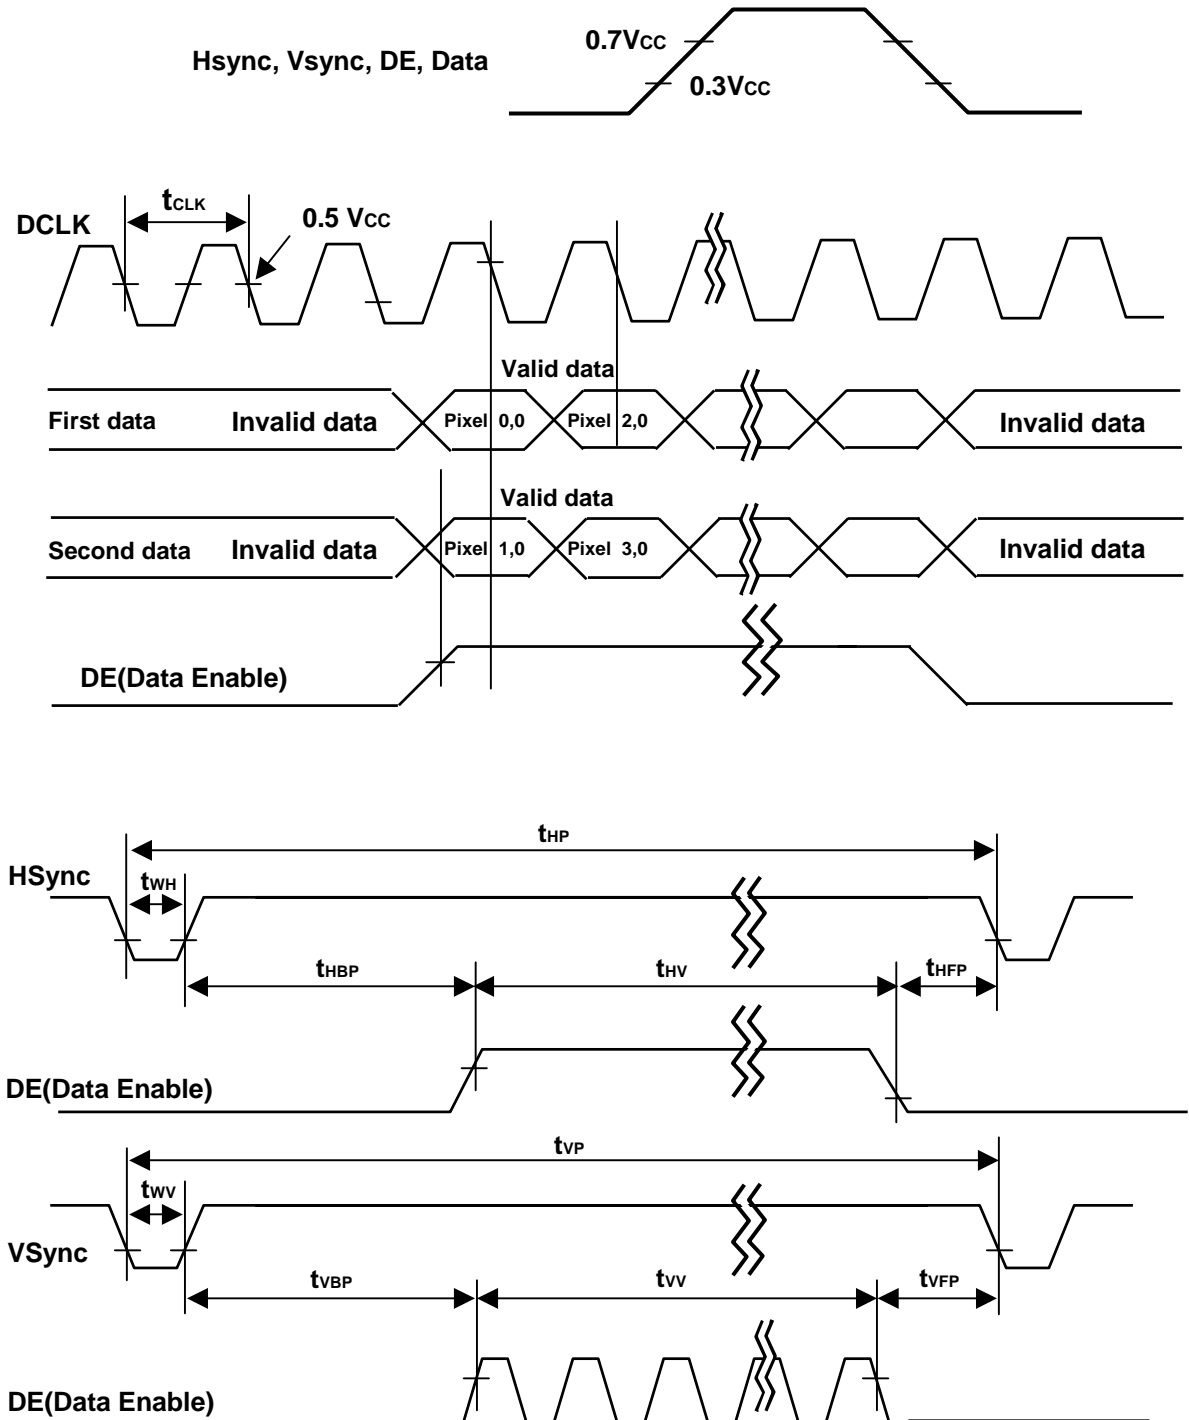 0.7VCC
Hsync, Vsync, DE, Data
0.3VCC
tCLK
DCLK
0.5 VCC
Valid data
First data Invalid data Pixel 0,0 Pixel 2,0 Invalid data
Valid data
Second data Invalid data Pixel 1,0 Pixel 3,0 Invalid data
DE(Data Enable)
tHP
HSync
tWH
tHBP tHV tHFP
DE(Data Enable)
tVP
tWV
VSync
tVBP tVV tVFP
DE(Data Enable)